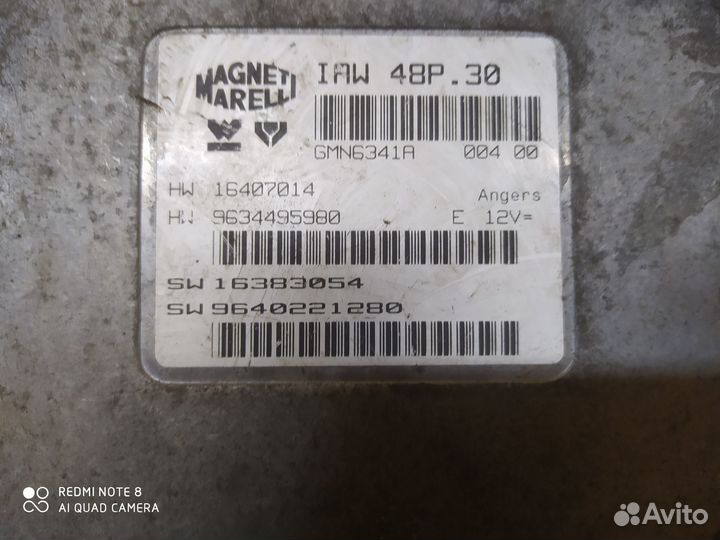 MAGNETI MARELLI
IAW 48P.30
GMN6341A 004 00
HW 16407014 Angers
HW 9634495980 E 12V=
SW 16383054
SW 9640221280
REDMI NOTE 8
AI QUAD CAMERA
Avito